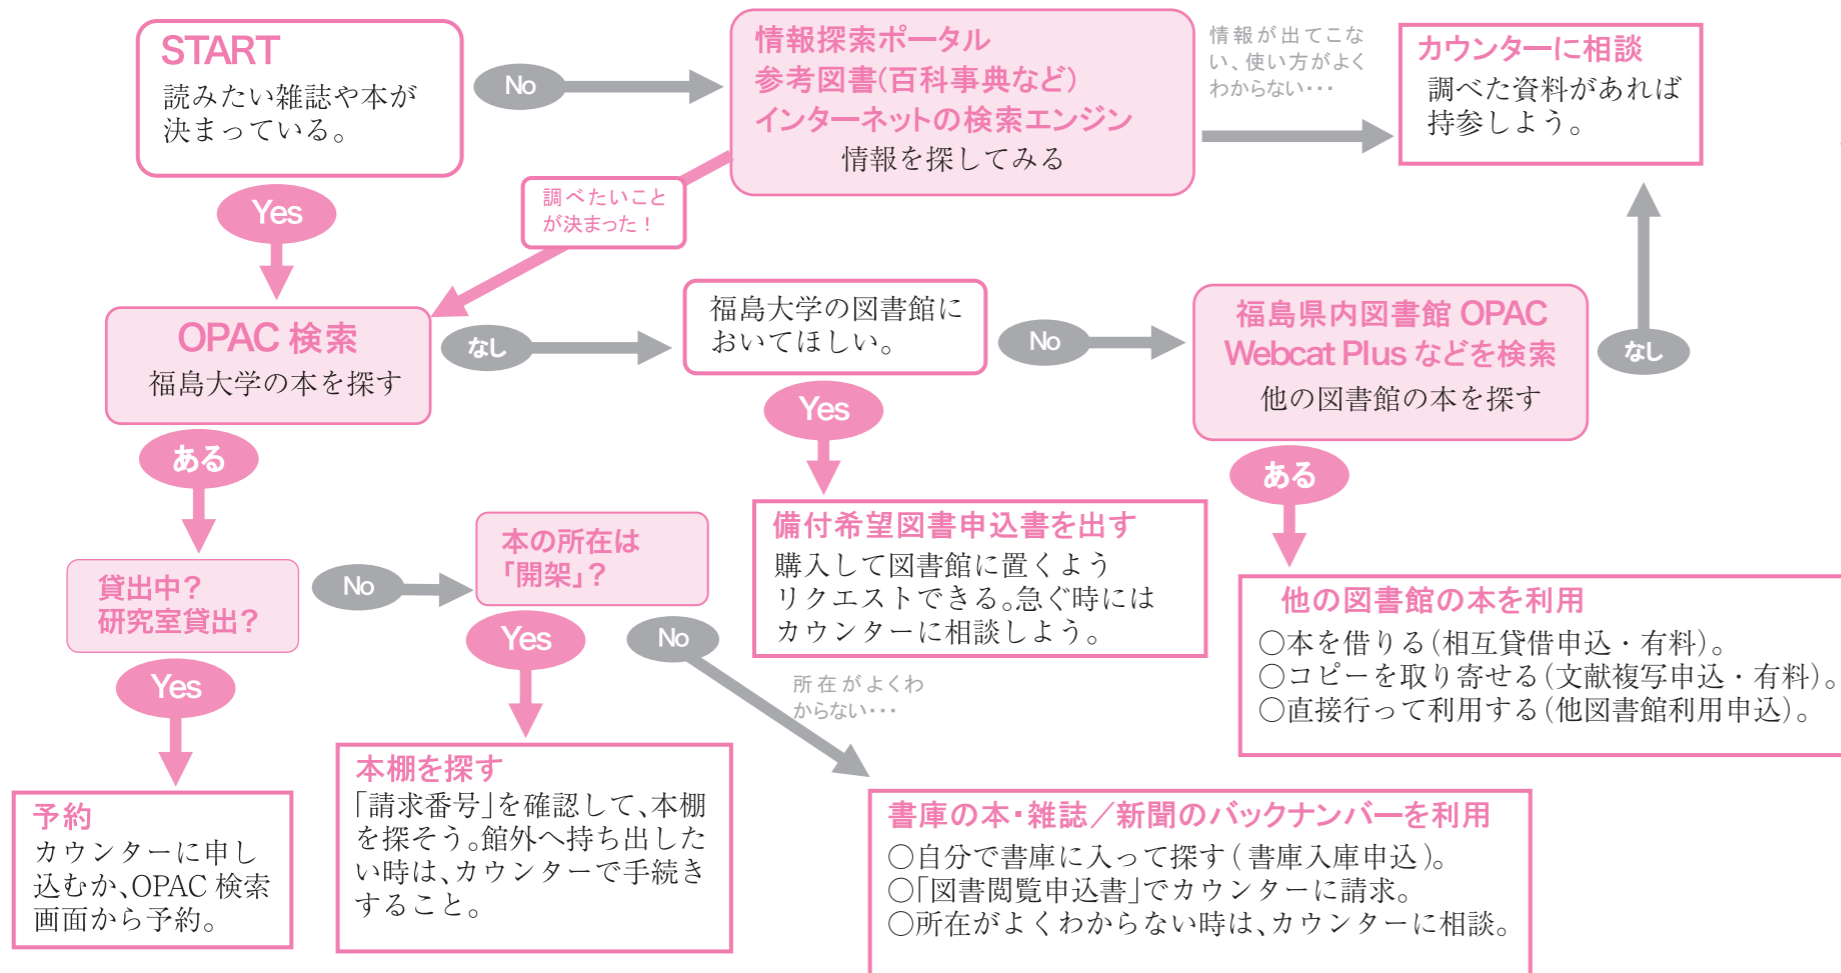 START
読みたい雑誌や本が
決まっている。
No
情報探索ポータル
参考図書(百科事典など)
インターネットの検索エンジン
情報を探してみる
情報が出てこな
い、使い方がよく
わからない･･･
カウンターに相談
調べた資料があれば
持参しよう。
Yes
調べたいこと
が決まった！
OPAC 検索
福島大学の本を探す
なし
福島大学の図書館に
おいてほしい。
No
福島県内図書館 OPAC
Webcat Plus などを検索
他の図書館の本を探す
なし
ある
Yes
ある
貸出中？
研究室貸出？
No
本の所在は
「開架」？
備付希望図書申込書を出す
購入して図書館に置くよう
リクエストできる。急ぐ時には
カウンターに相談しよう。
他の図書館の本を利用
○本を借りる（相互貸借申込・有料）。
○コピーを取り寄せる（文献複写申込・有料）。
○直接行って利用する（他図書館利用申込）。
Yes
Yes
No
所在がよくわ
からない･･･
予約
カウンターに申し
込むか、OPAC 検索
画面から予約。
本棚を探す
「請求番号」を確認して、本棚
を探そう。館外へ持ち出した
い時は、カウンターで手続き
すること。
書庫の本・雑誌／新聞のバックナンバーを利用
○自分で書庫に入って探す（書庫入庫申込）。
○「図書閲覧申込書」でカウンターに請求。
○所在がよくわからない時は、カウンターに相談。